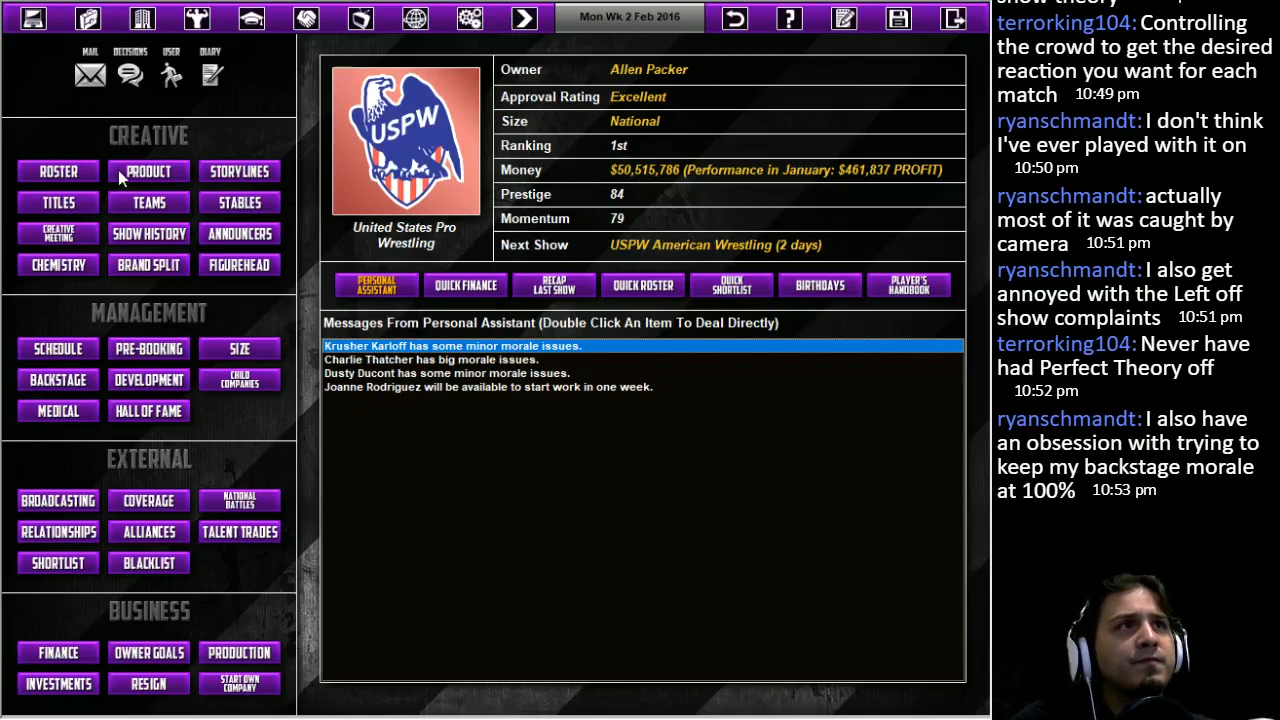 Mon Wk 2 Feb 2016
MAIL DECISIONS USER DIARY
CREATIVE
ROSTER PRODUCT STORYLINES
TITLES TEAMS STABLES
CREATIVE MEETING SHOW HISTORY ANNOUNCERS
CHEMISTRY BRAND SPLIT FIGUREHEAD
MANAGEMENT
SCHEDULE PRE-BOOKING SIZE
BACKSTAGE DEVELOPMENT CHILD COMPANIES
MEDICAL HALL OF FAME
EXTERNAL
BROADCASTING COVERAGE NATIONAL BATTLES
RELATIONSHIPS ALLIANCES TALENT TRADES
SHORTLIST BLACKLIST
BUSINESS
FINANCE OWNER GOALS PRODUCTION
INVESTMENTS RESIGN START OWN COMPANY
USPW
United States Pro
Wrestling
Owner Allen Packer
Approval Rating Excellent
Size National
Ranking 1st
Money $50,515,786 (Performance in January: $461,837 PROFIT)
Prestige 84
Momentum 79
Next Show USPW American Wrestling (2 days)
PERSONAL ASSISTANT QUICK FINANCE RECAP LAST SHOW QUICK ROSTER QUICK SHORTLIST BIRTHDAYS PLAYER'S HANDBOOK
Messages From Personal Assistant (Double Click An Item To Deal Directly)
Krusher Karloff has some minor morale issues.
Charlie Thatcher has big morale issues.
Dusty Ducont has some minor morale issues.
Joanne Rodriguez will be available to start work in one week.
show theory
terrorking104: Controlling
the crowd to get the desired
reaction you want for each
match 10:49 pm
ryanschmandt: I don't think
I've ever played with it on
10:50 pm
ryanschmandt: actually
most of it was caught by
camera 10:51 pm
ryanschmandt: I also get
annoyed with the Left off
show complaints 10:51 pm
terrorking104: Never have
had Perfect Theory off
10:52 pm
ryanschmandt: I also have
an obsession with trying to
keep my backstage morale
at 100% 10:53 pm